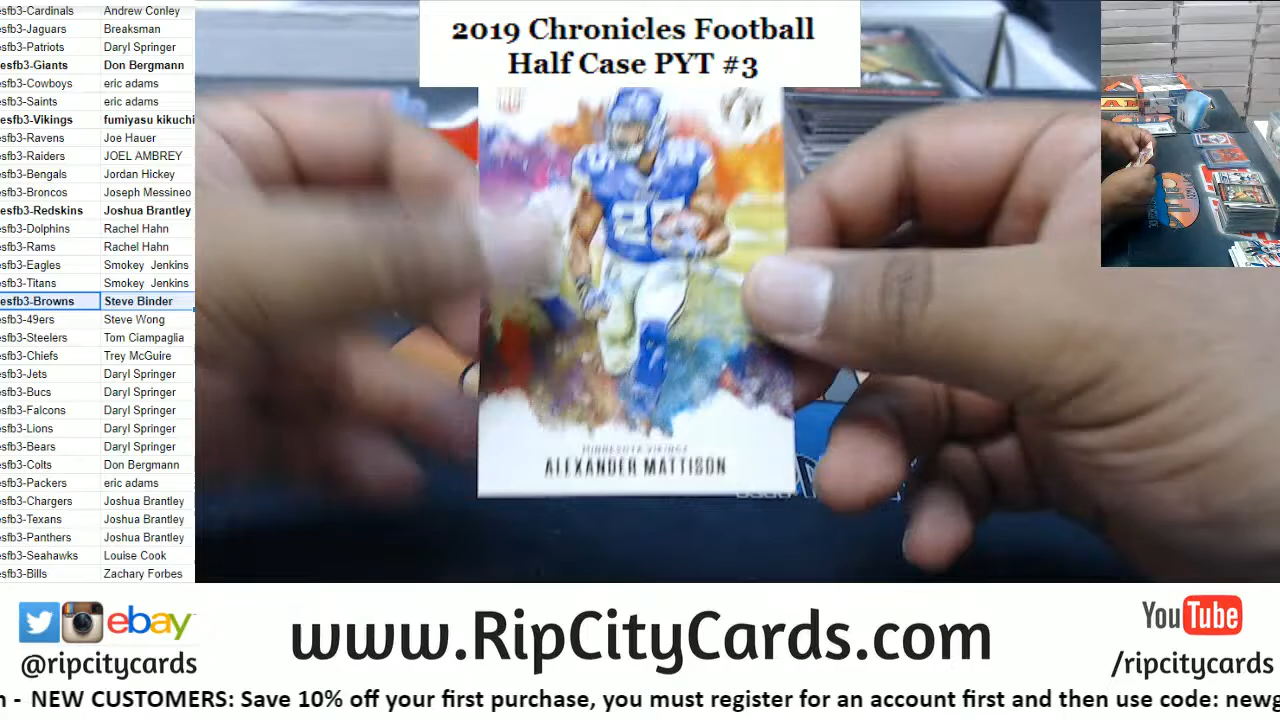 2019 Chronicles Football
Half Case PYT #3
esfb3-Cardinals Andrew Conley
esfb3-Jaguars Breaksman
esfb3-Patriots Daryl Springer
esfb3-Giants Don Bergmann
esfb3-Cowboys eric adams
esfb3-Saints eric adams
esfb3-Vikings fumiyasu kikuchi
esfb3-Ravens Joe Hauer
esfb3-Raiders JOEL AMBREY
esfb3-Bengals Jordan Hickey
esfb3-Broncos Joseph Messineo
esfb3-Redskins Joshua Brantley
esfb3-Dolphins Rachel Hahn
esfb3-Rams Rachel Hahn
esfb3-Eagles Smokey Jenkins
esfb3-Titans Smokey Jenkins
esfb3-Browns Steve Binder
esfb3-49ers Steve Wong
esfb3-Steelers Tom Ciampaglia
esfb3-Chiefs Trey McGuire
esfb3-Jets Daryl Springer
esfb3-Bucs Daryl Springer
esfb3-Falcons Daryl Springer
esfb3-Lions Daryl Springer
esfb3-Bears Daryl Springer
esfb3-Colts Don Bergmann
esfb3-Packers eric adams
esfb3-Chargers Joshua Brantley
esfb3-Texans Joshua Brantley
esfb3-Panthers Joshua Brantley
esfb3-Seahawks Louise Cook
esfb3-Bills Zachary Forbes
25
MINNESOTA VIKINGS
ALEXANDER MATTISON
ebay
@ripcitycards
www.RipCityCards.com
YouTube
/ripcitycards
n - NEW CUSTOMERS: Save 10% off your first purchase, you must register for an account first and then use code: newg